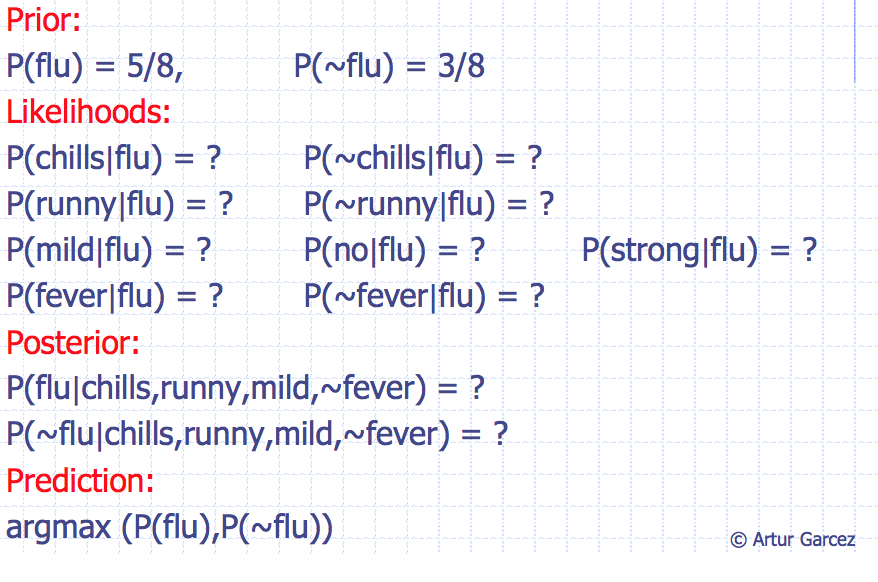 Prior:
P(flu) = 5/8, P(~flu) = 3/8
Likelihoods:
P(chills|flu) = ? P(~chills|flu) = ?
P(runny|flu) = ? P(~runny|flu) = ?
P(mild|flu) = ? P(no|flu) = ? P(strong|flu) = ?
P(fever|flu) = ? P(~fever|flu) = ?
Posterior:
P(flu|chills,runny,mild,~fever) = ?
P(~flu|chills,runny,mild,~fever) = ?
Prediction:
argmax (P(flu),P(~flu))
© Artur Garcez